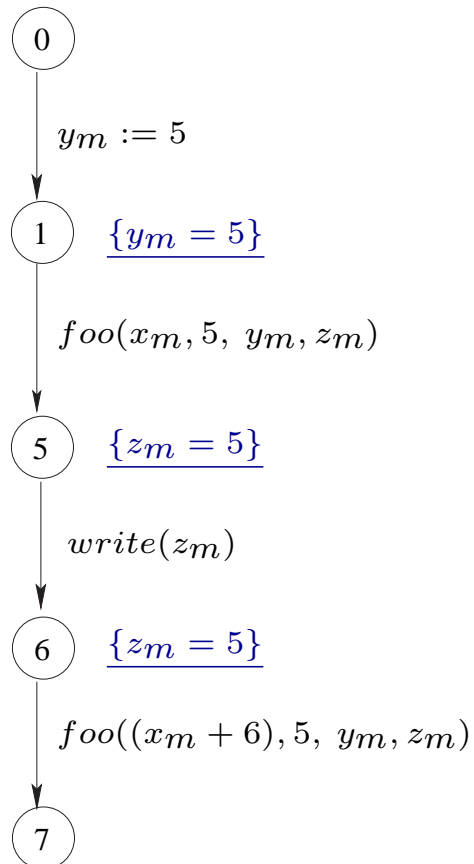 0
y_m := 5
1 {y_m = 5}
foo(x_m, 5, y_m, z_m)
5 {z_m = 5}
write(z_m)
6 {z_m = 5}
foo((x_m + 6), 5, y_m, z_m)
7